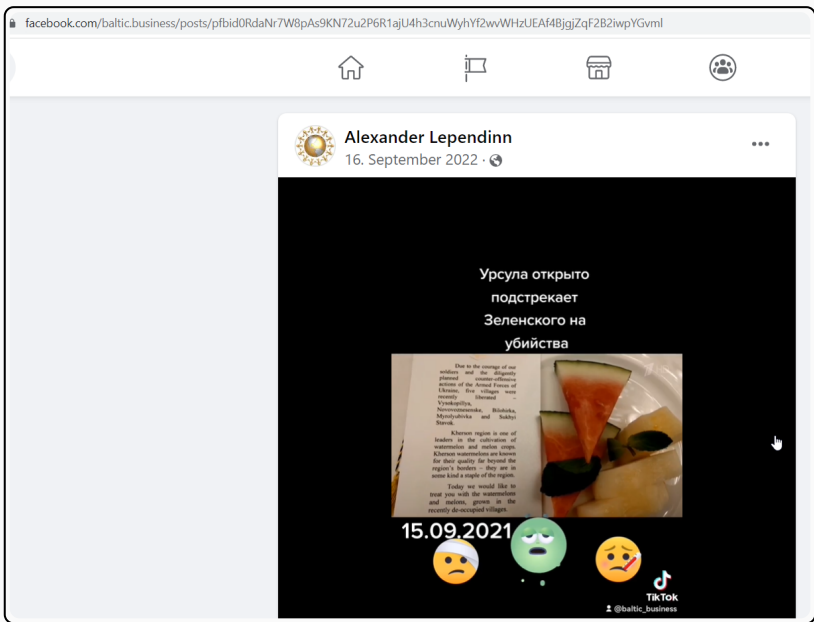 facebook.com/baltic.business/posts/pfbid0RdaNr7W8pAs9KN72u2P6R1ajU4h3cnuWyhYf2wvWHzUEAf4BjgjZqF2B2iwpYGvml
Alexander Lependinn
16. September 2022 ·
Урсула открыто
подстрекает
Зеленского на
убийства
Due to the courage of our
soldiers and the diligently
planned counter-offensive
actions of the Armed Forces of
Ukraine, five villages were
recently liberated –
Vysokopillya,
Novovoznesenske, Bilohirka,
Myrolyubivka and Sukhyi
Stavok.
Kherson region is one of
leaders in the cultivation of
watermelon and melon crops.
Kherson watermelons are known
for their quality far beyond the
region's borders – they are in
some kind a staple of the region.
Today we would like to
treat you with the watermelons
and melons, grown in the
recently de-occupied villages.
15.09.2021
TikTok
@baltic_business